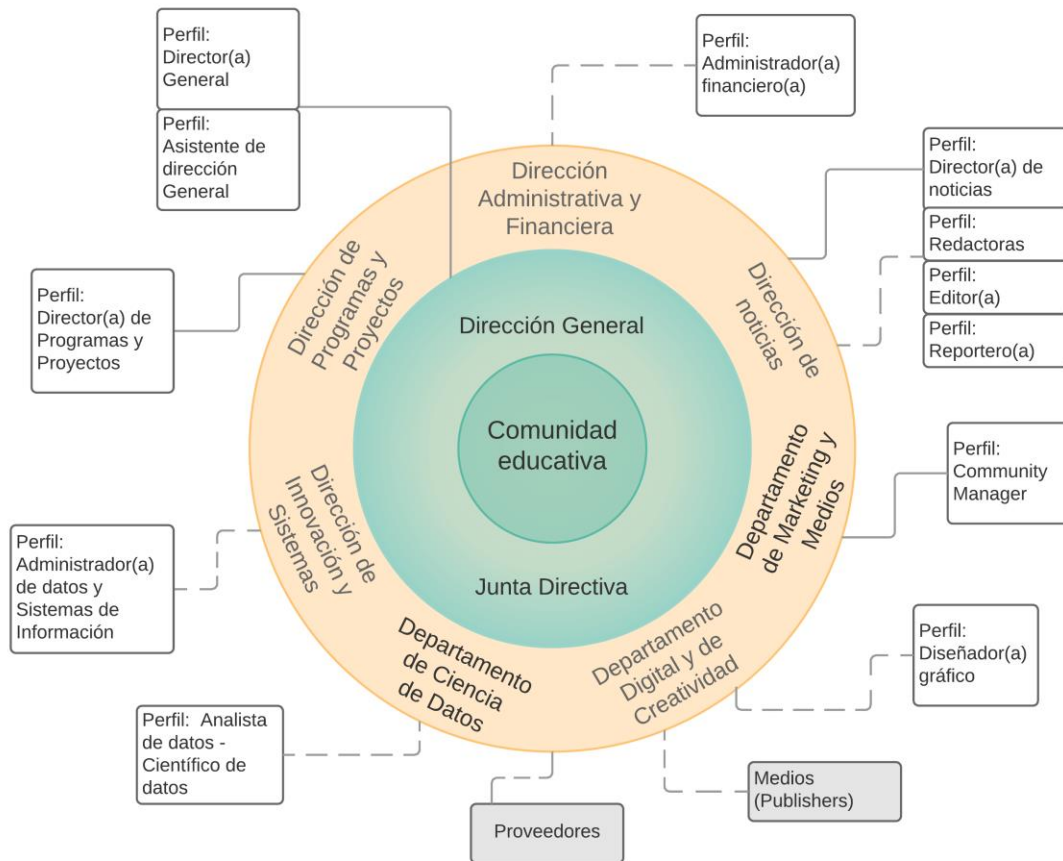 Perfil:
Director(a)
General
Perfil:
Asistente de
dirección
General
Perfil:
Administrador(a)
financiero(a)
Perfil:
Director(a) de
noticias
Perfil:
Redactoras
Perfil:
Editor(a)
Perfil:
Reportero(a)
Dirección
Administrativa y
Financiera
Dirección de
Programas y
Proyectos
Dirección de
noticias
Perfil:
Director(a) de
Programas y
Proyectos
Dirección General
Comunidad
educativa
Junta Directiva
Departamento
de Marketing y
Medios
Perfil:
Community
Manager
Dirección de
Innovación y
Sistemas
Perfil:
Administrador(a)
de datos y
Sistemas de
Información
Departamento
de Ciencia
de Datos
Departamento
Digital y de
Creatividad
Perfil:
Diseñador(a)
gráfico
Perfil: Analista
de datos -
Científico de
datos
Proveedores
Medios
(Publishers)